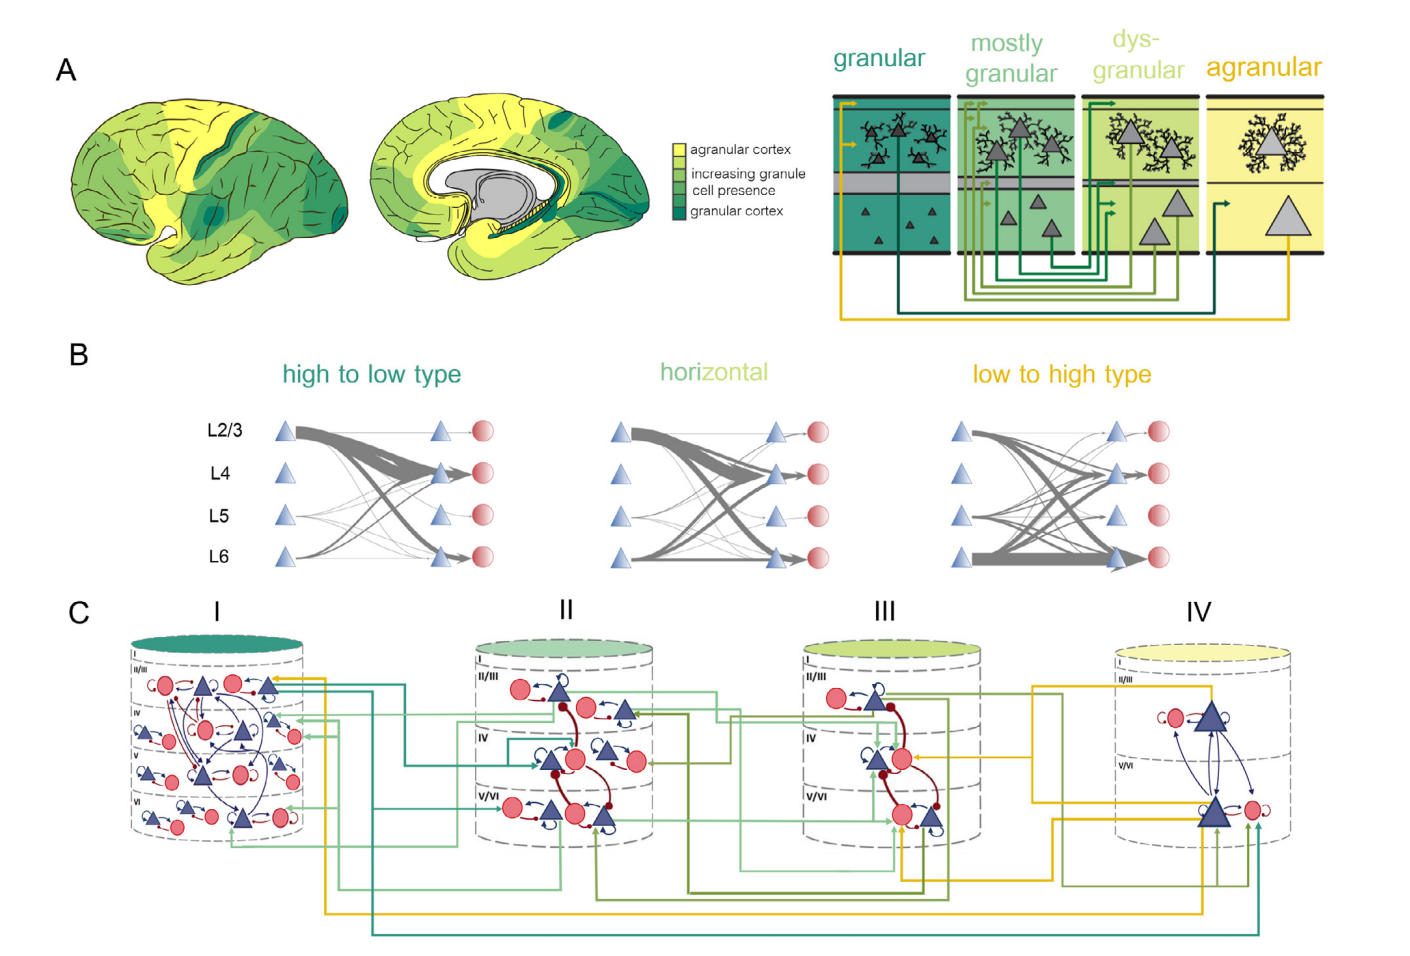 A
granular
mostly
granular
dys-
granular
agranular
agranular cortex
increasing granule
cell presence
granular cortex
B
high to low type
horizontal
low to high type
L2/3
L4
L5
L6
C
I
II
III
IV
I
II/III
IV
V
VI
I
II/III
IV
V/VI
I
II/III
IV
V/VI
I
II/III
V/VI